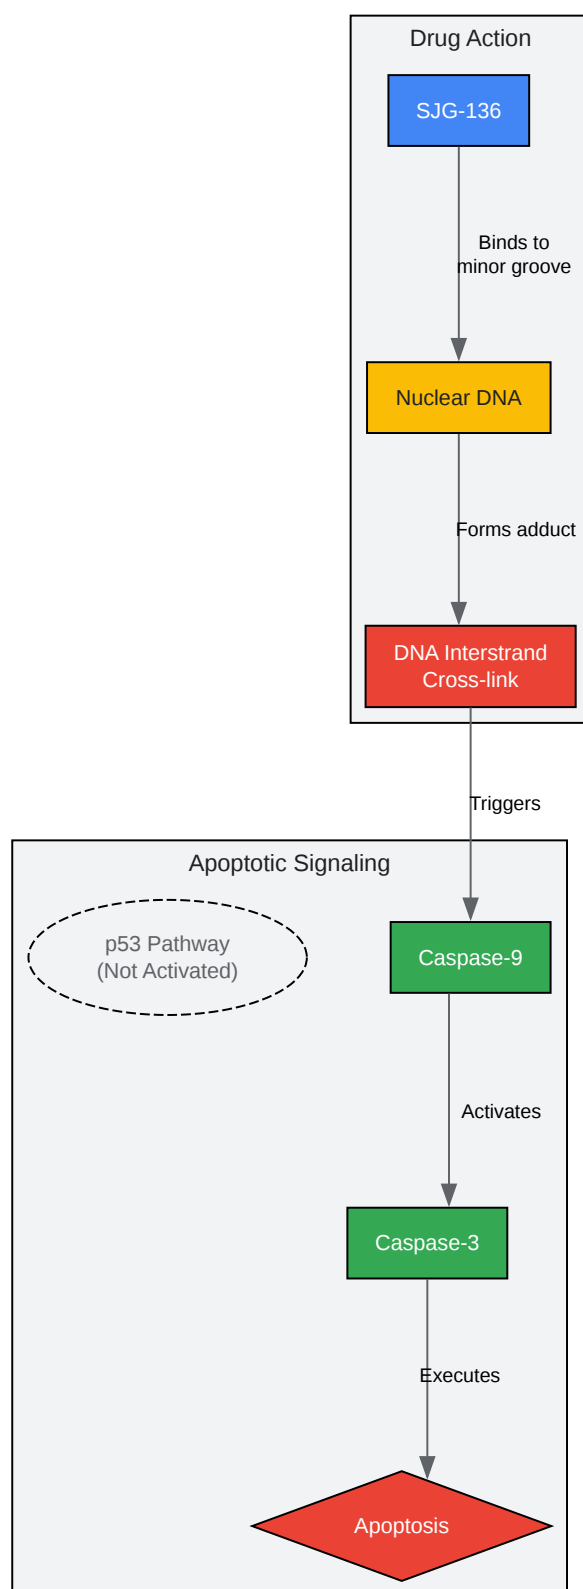 Drug Action
SJG-136
Binds to
minor groove
Nuclear DNA
Forms adduct
DNA Interstrand
Cross-link
Triggers
Apoptotic Signaling
p53 Pathway
(Not Activated)
Caspase-9
Activates
Caspase-3
Executes
Apoptosis